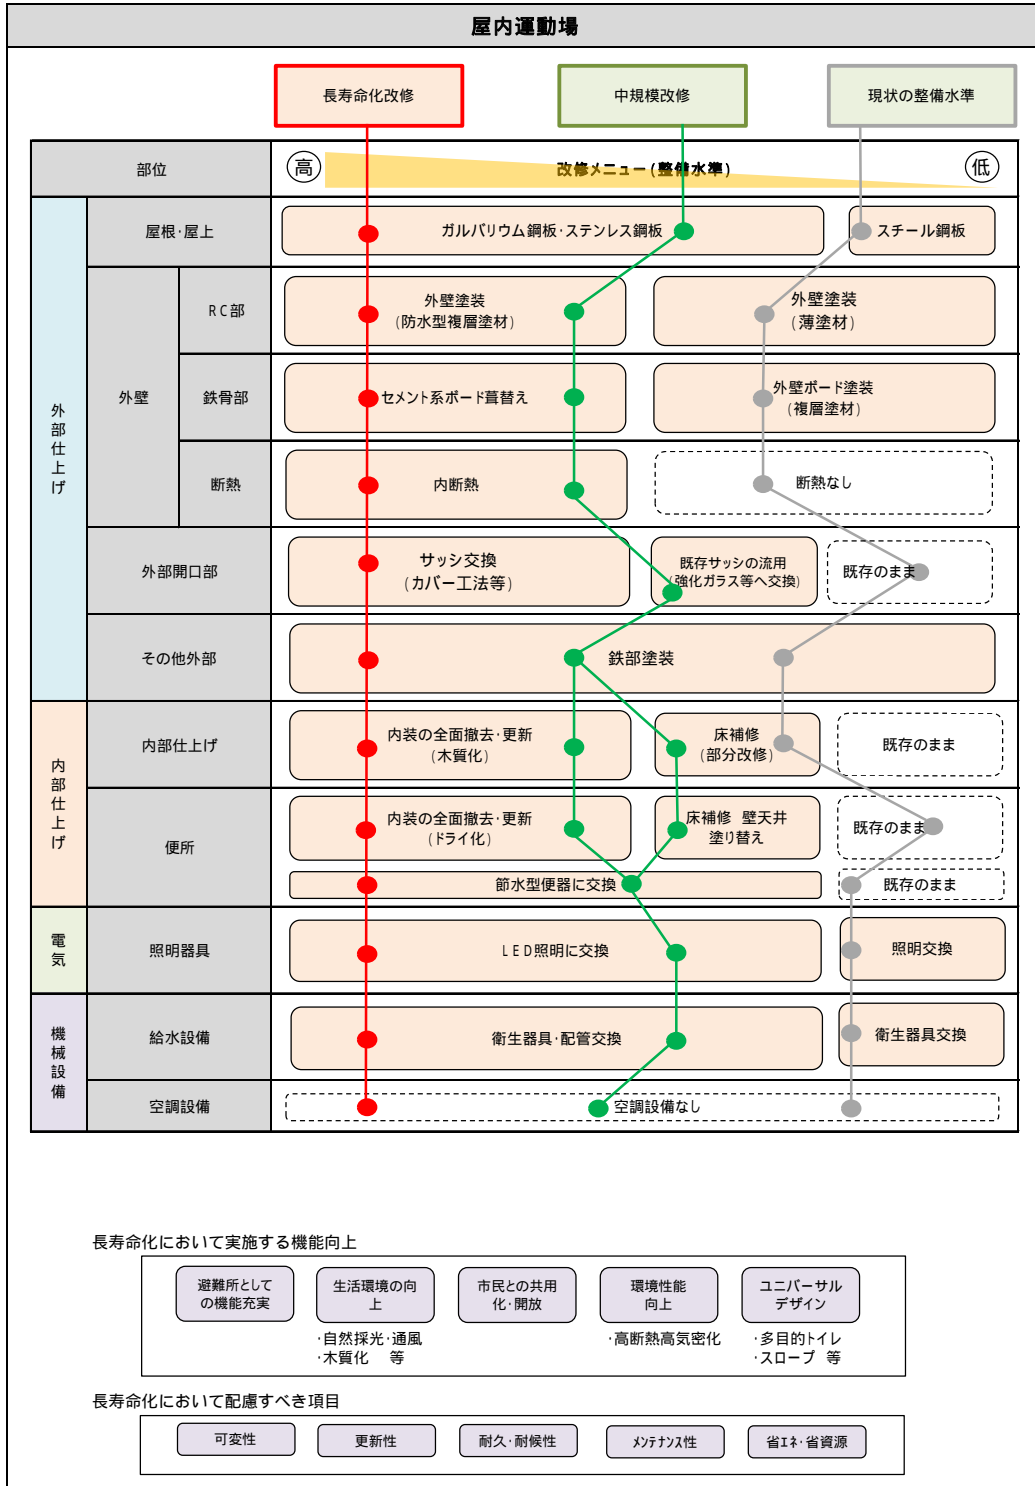 屋内運動場
長寿命化改修
中規模改修
現状の整備水準
部位
高
改修メニュー(整備水準)
低
外部仕上げ
屋根・屋上
ガルバリウム鋼板・ステンレス鋼板
スチール鋼板
外壁
RC部
外壁塗装
(防水型複層塗材)
外壁塗装
(薄塗材)
鉄骨部
セメント系ボード葺替え
外壁ボード塗装
(複層塗材)
断熱
内断熱
断熱なし
外部開口部
サッシ交換
(カバー工法等)
既存サッシの流用
(強化ガラス等へ交換)
既存のまま
その他外部
鉄部塗装
内部仕上げ
内部仕上げ
内装の全面撤去・更新
(木質化)
床補修
(部分改修)
既存のまま
便所
内装の全面撤去・更新
(ドライ化)
床補修 壁天井
塗り替え
既存のまま
節水型便器に交換
既存のまま
電気
照明器具
LED照明に交換
照明交換
機械設備
給水設備
衛生器具・配管交換
衛生器具交換
空調設備
空調設備なし
長寿命化において実施する機能向上
避難所として
の機能充実
生活環境の向
上
市民との共用
化・開放
環境性能
向上
ユニバーサル
デザイン
・自然採光・通風
・木質化 等
・高断熱高気密化
・多目的トイレ
・スロープ 等
長寿命化において配慮すべき項目
可変性
更新性
耐久・耐候性
メンテナンス性
省エネ・省資源